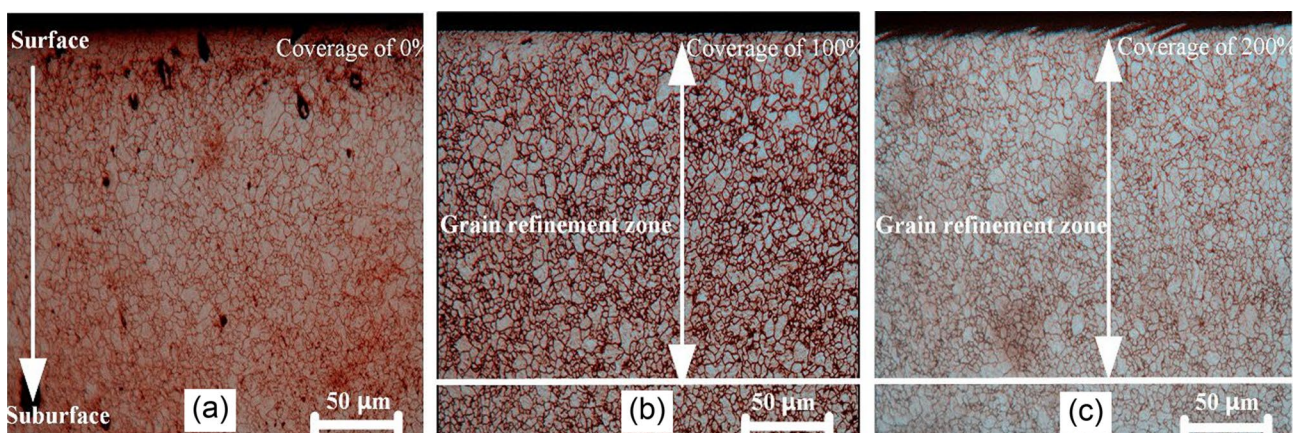 Surface
Coverage of 0%
Suburface
(a)
50 μm
Coverage of 100%
Grain refinement zone
(b)
50 μm
Coverage of 200%
Grain refinement zone
(c)
50 μm